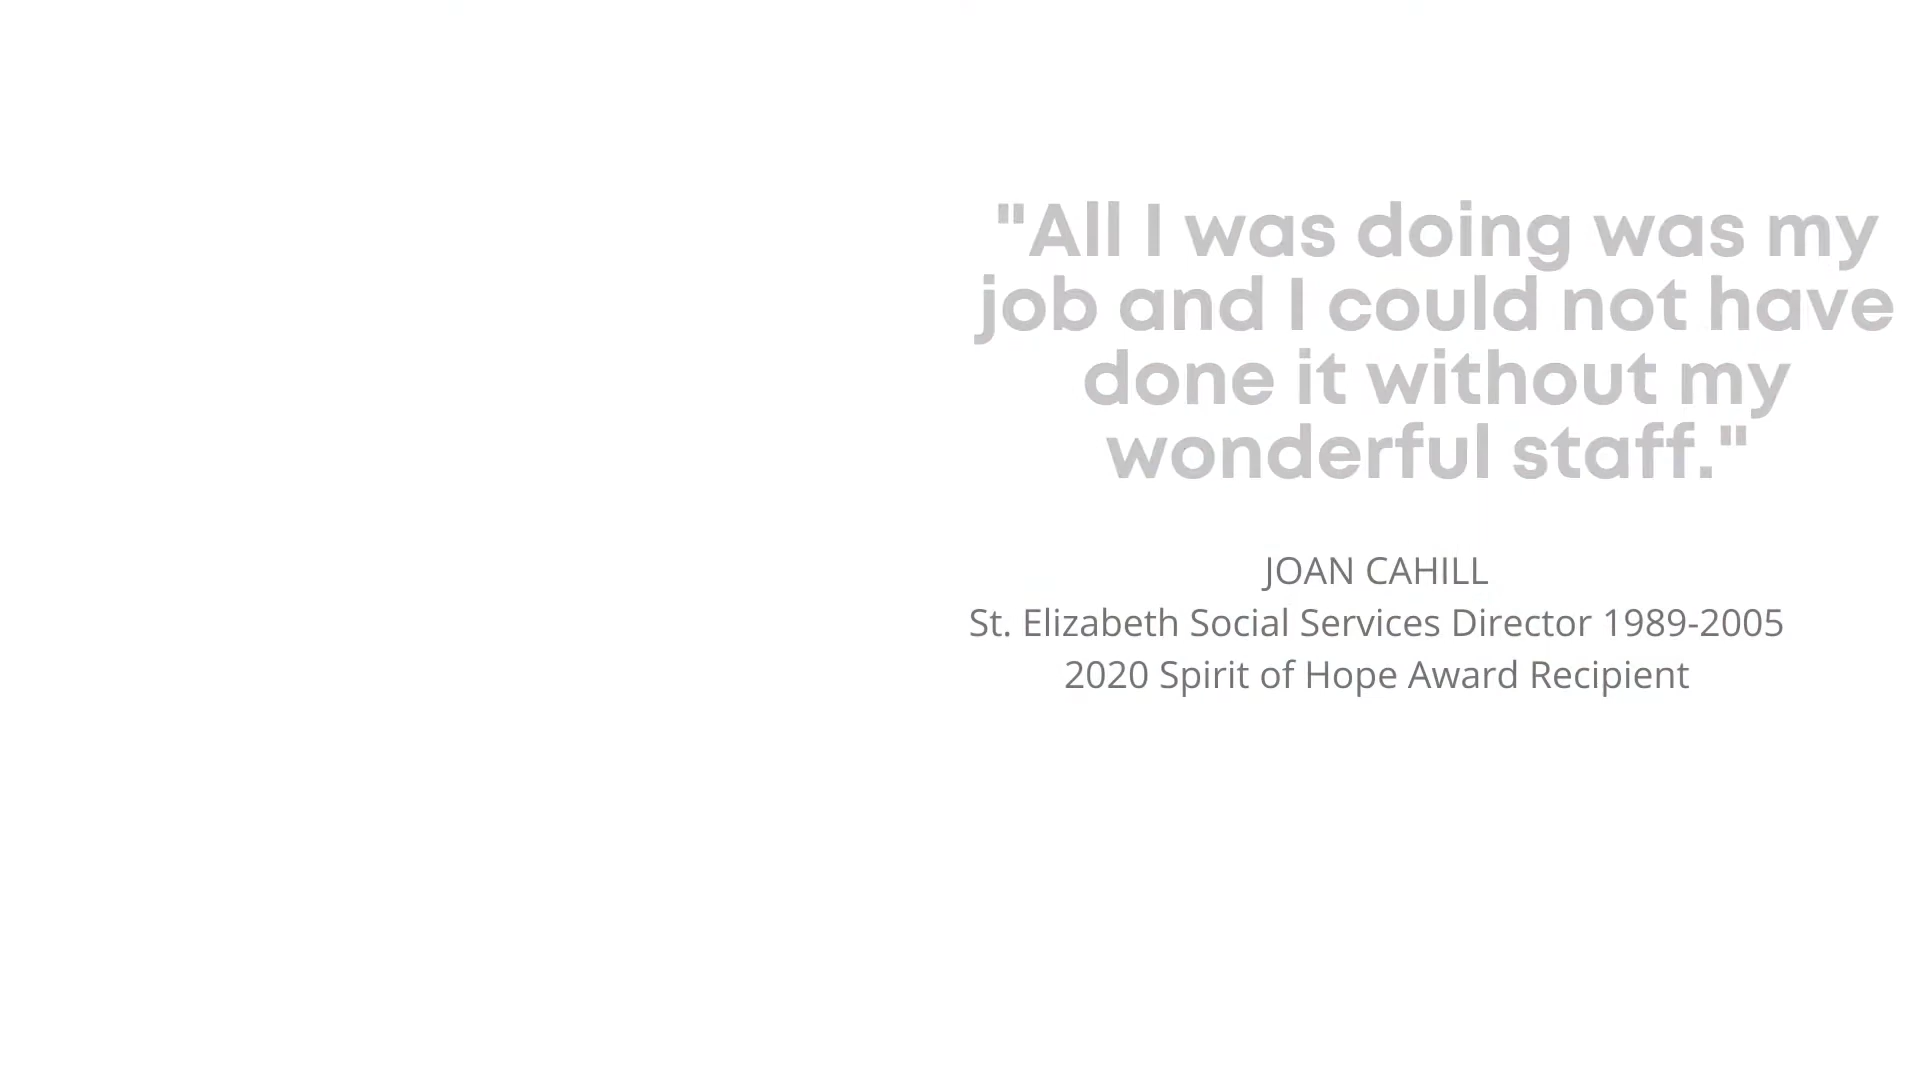 "All I was doing was my
job and I could not have
done it without my
wonderful staff."
JOAN CAHILL
St. Elizabeth Social Services Director 1989-2005
2020 Spirit of Hope Award Recipient